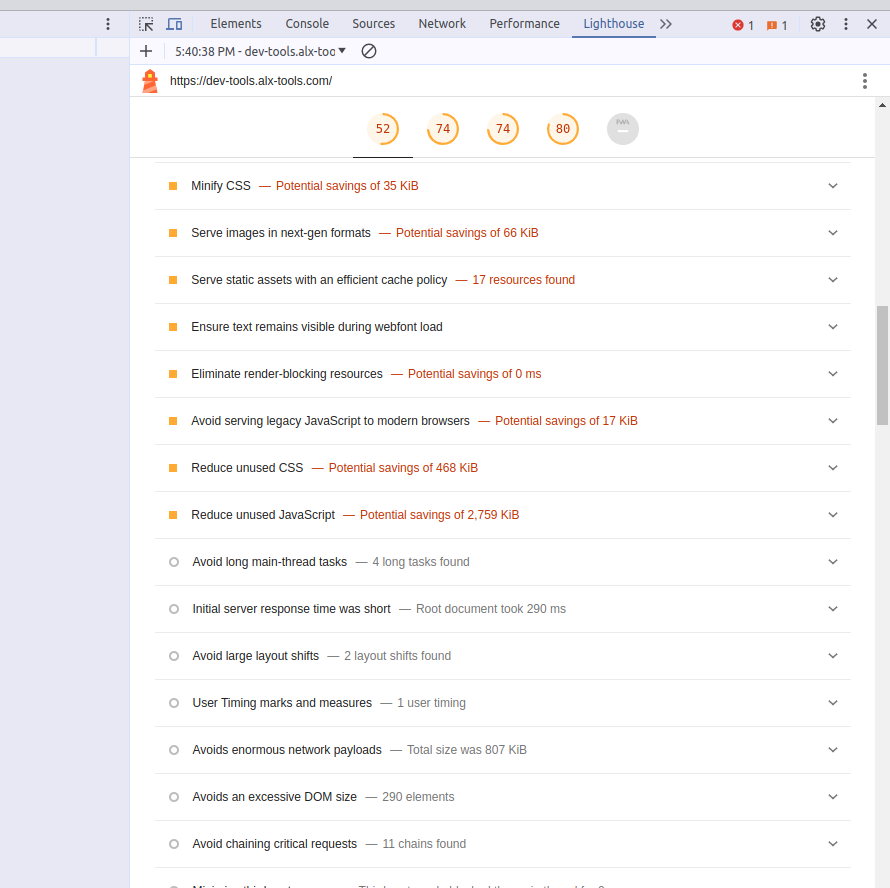 Elements Console Sources Network Performance Lighthouse 1 1
5:40:38 PM - dev-tools.alx-too
https://dev-tools.alx-tools.com/
52 74 74 80 PWA
Minify CSS — Potential savings of 35 KiB
Serve images in next-gen formats — Potential savings of 66 KiB
Serve static assets with an efficient cache policy — 17 resources found
Ensure text remains visible during webfont load
Eliminate render-blocking resources — Potential savings of 0 ms
Avoid serving legacy JavaScript to modern browsers — Potential savings of 17 KiB
Reduce unused CSS — Potential savings of 468 KiB
Reduce unused JavaScript — Potential savings of 2,759 KiB
Avoid long main-thread tasks — 4 long tasks found
Initial server response time was short — Root document took 290 ms
Avoid large layout shifts — 2 layout shifts found
User Timing marks and measures — 1 user timing
Avoids enormous network payloads — Total size was 807 KiB
Avoids an excessive DOM size — 290 elements
Avoid chaining critical requests — 11 chains found